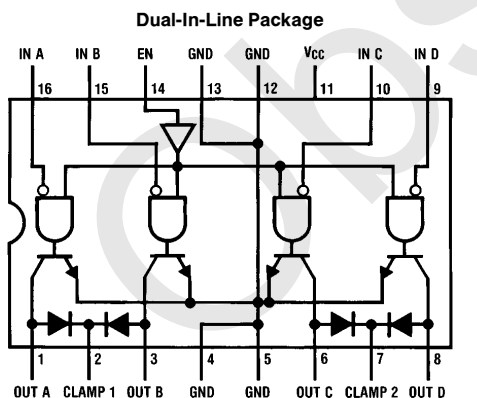 Dual-In-Line Package
IN A IN B EN GND GND VCC IN C IN D
16 15 14 13 12 11 10 9
1 2 3 4 5 6 7 8
OUT A CLAMP 1 OUT B GND GND OUT C CLAMP 2 OUT D
Obs